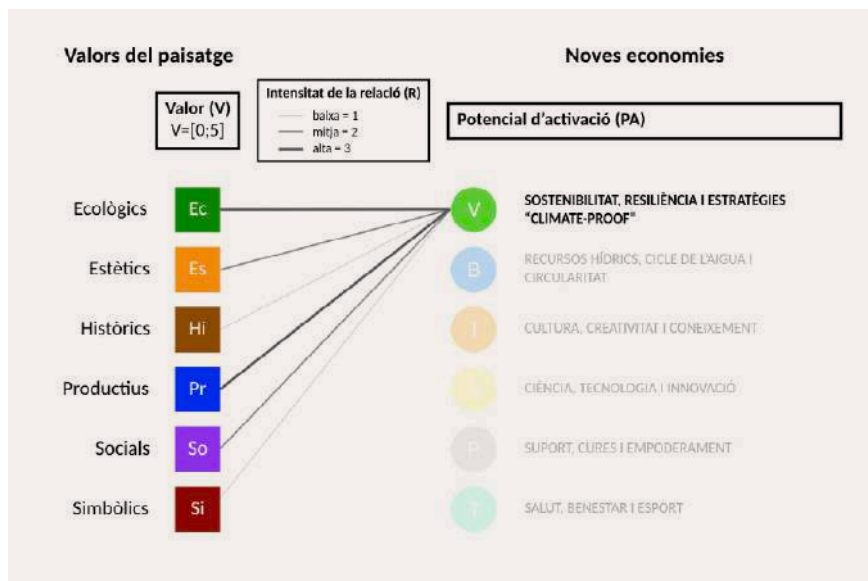 Valors del paisatge
Noves economies
Valor (V)
V=[0;5]
Intensitat de la relació (R)
baixa = 1
mitja = 2
alta = 3
Potencial d'activació (PA)
Ecològics
Ec
V
SOSTENIBILITAT, RESILIÈNCIA I ESTRATÈGIES
"CLIMATE-PROOF"
Estètics
Es
B
RECURSOS HÍDRICS, CICLE DE L'AIGUA I
CIRCULARITAT
Històrics
Hi
T
CULTURA, CREATIVITAT I CONEIXEMENT
Productius
Pr
CIÈNCIA, TECNOLOGIA I INNOVACIÓ
Socials
So
P
SUPORT, CURES I EMPODERAMENT
Simbòlics
Si
T
SALUT, BENESTAR I ESPORT